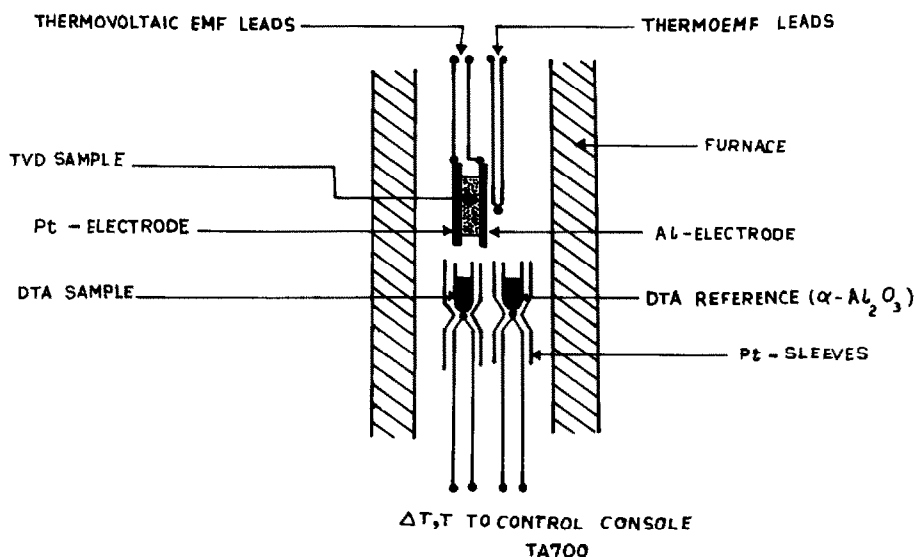 THERMOVOLTAIC EMF LEADS
THERMOEMF LEADS
FURNACE
TVD SAMPLE
Pt - ELECTRODE
Al-ELECTRODE
DTA SAMPLE
DTA REFERENCE (α-Al₂O₃)
Pt - SLEEVES
ΔT,T TO CONTROL CONSOLE
TA700